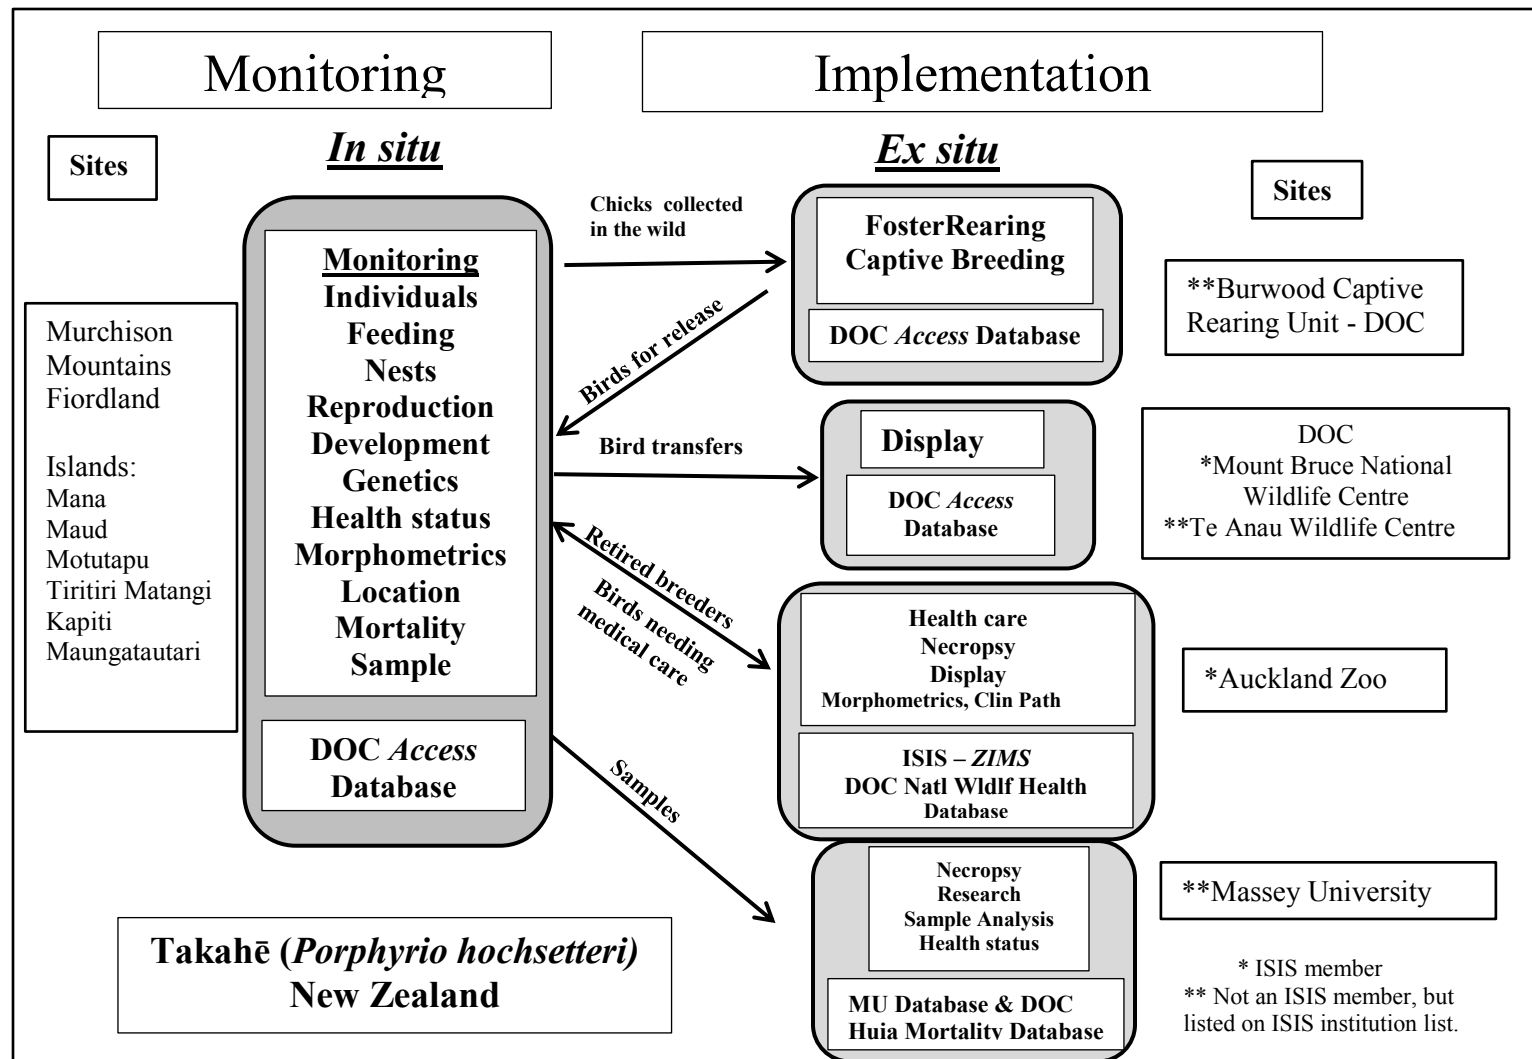 Monitoring
Implementation
Sites
In situ
Ex situ
Sites
Murchison
Mountains
Fiordland
Islands:
Mana
Maud
Motutapu
Tiritiri Matangi
Kapiti
Maungatautari
Monitoring
Individuals
Feeding
Nests
Reproduction
Development
Genetics
Health status
Morphometrics
Location
Mortality
Sample
DOC Access
Database
Chicks collected
in the wild
Birds for release
Bird transfers
Retired breeders
Birds needing
medical care
Samples
FosterRearing
Captive Breeding
DOC Access Database
**Burwood Captive
Rearing Unit - DOC
Display
DOC Access
Database
DOC
*Mount Bruce National
Wildlife Centre
**Te Anau Wildlife Centre
Health care
Necropsy
Display
Morphometrics, Clin Path
ISIS – ZIMS
DOC Natl Wldlf Health
Database
*Auckland Zoo
Necropsy
Research
Sample Analysis
Health status
MU Database & DOC
Huia Mortality Database
**Massey University
* ISIS member
** Not an ISIS member, but
listed on ISIS institution list.
Takahē (Porphyrio hochsetteri)
New Zealand